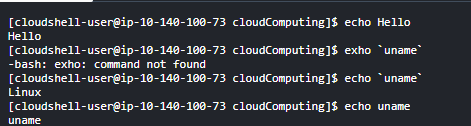 [cloudshell-user@ip-10-140-100-73 cloudComputing]$ echo Hello
Hello
[cloudshell-user@ip-10-140-100-73 cloudComputing]$ exho `uname`
-bash: exho: command not found
[cloudshell-user@ip-10-140-100-73 cloudComputing]$ echo `uname`
Linux
[cloudshell-user@ip-10-140-100-73 cloudComputing]$ echo uname
uname